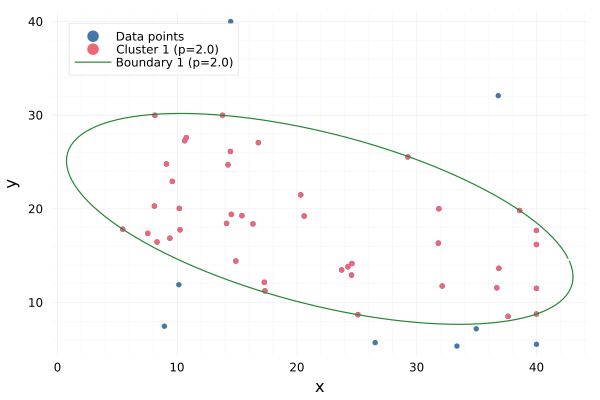 40
Data points
Cluster 1 (p=2.0)
Boundary 1 (p=2.0)
30
y
20
10
0 10 20 30 40
x